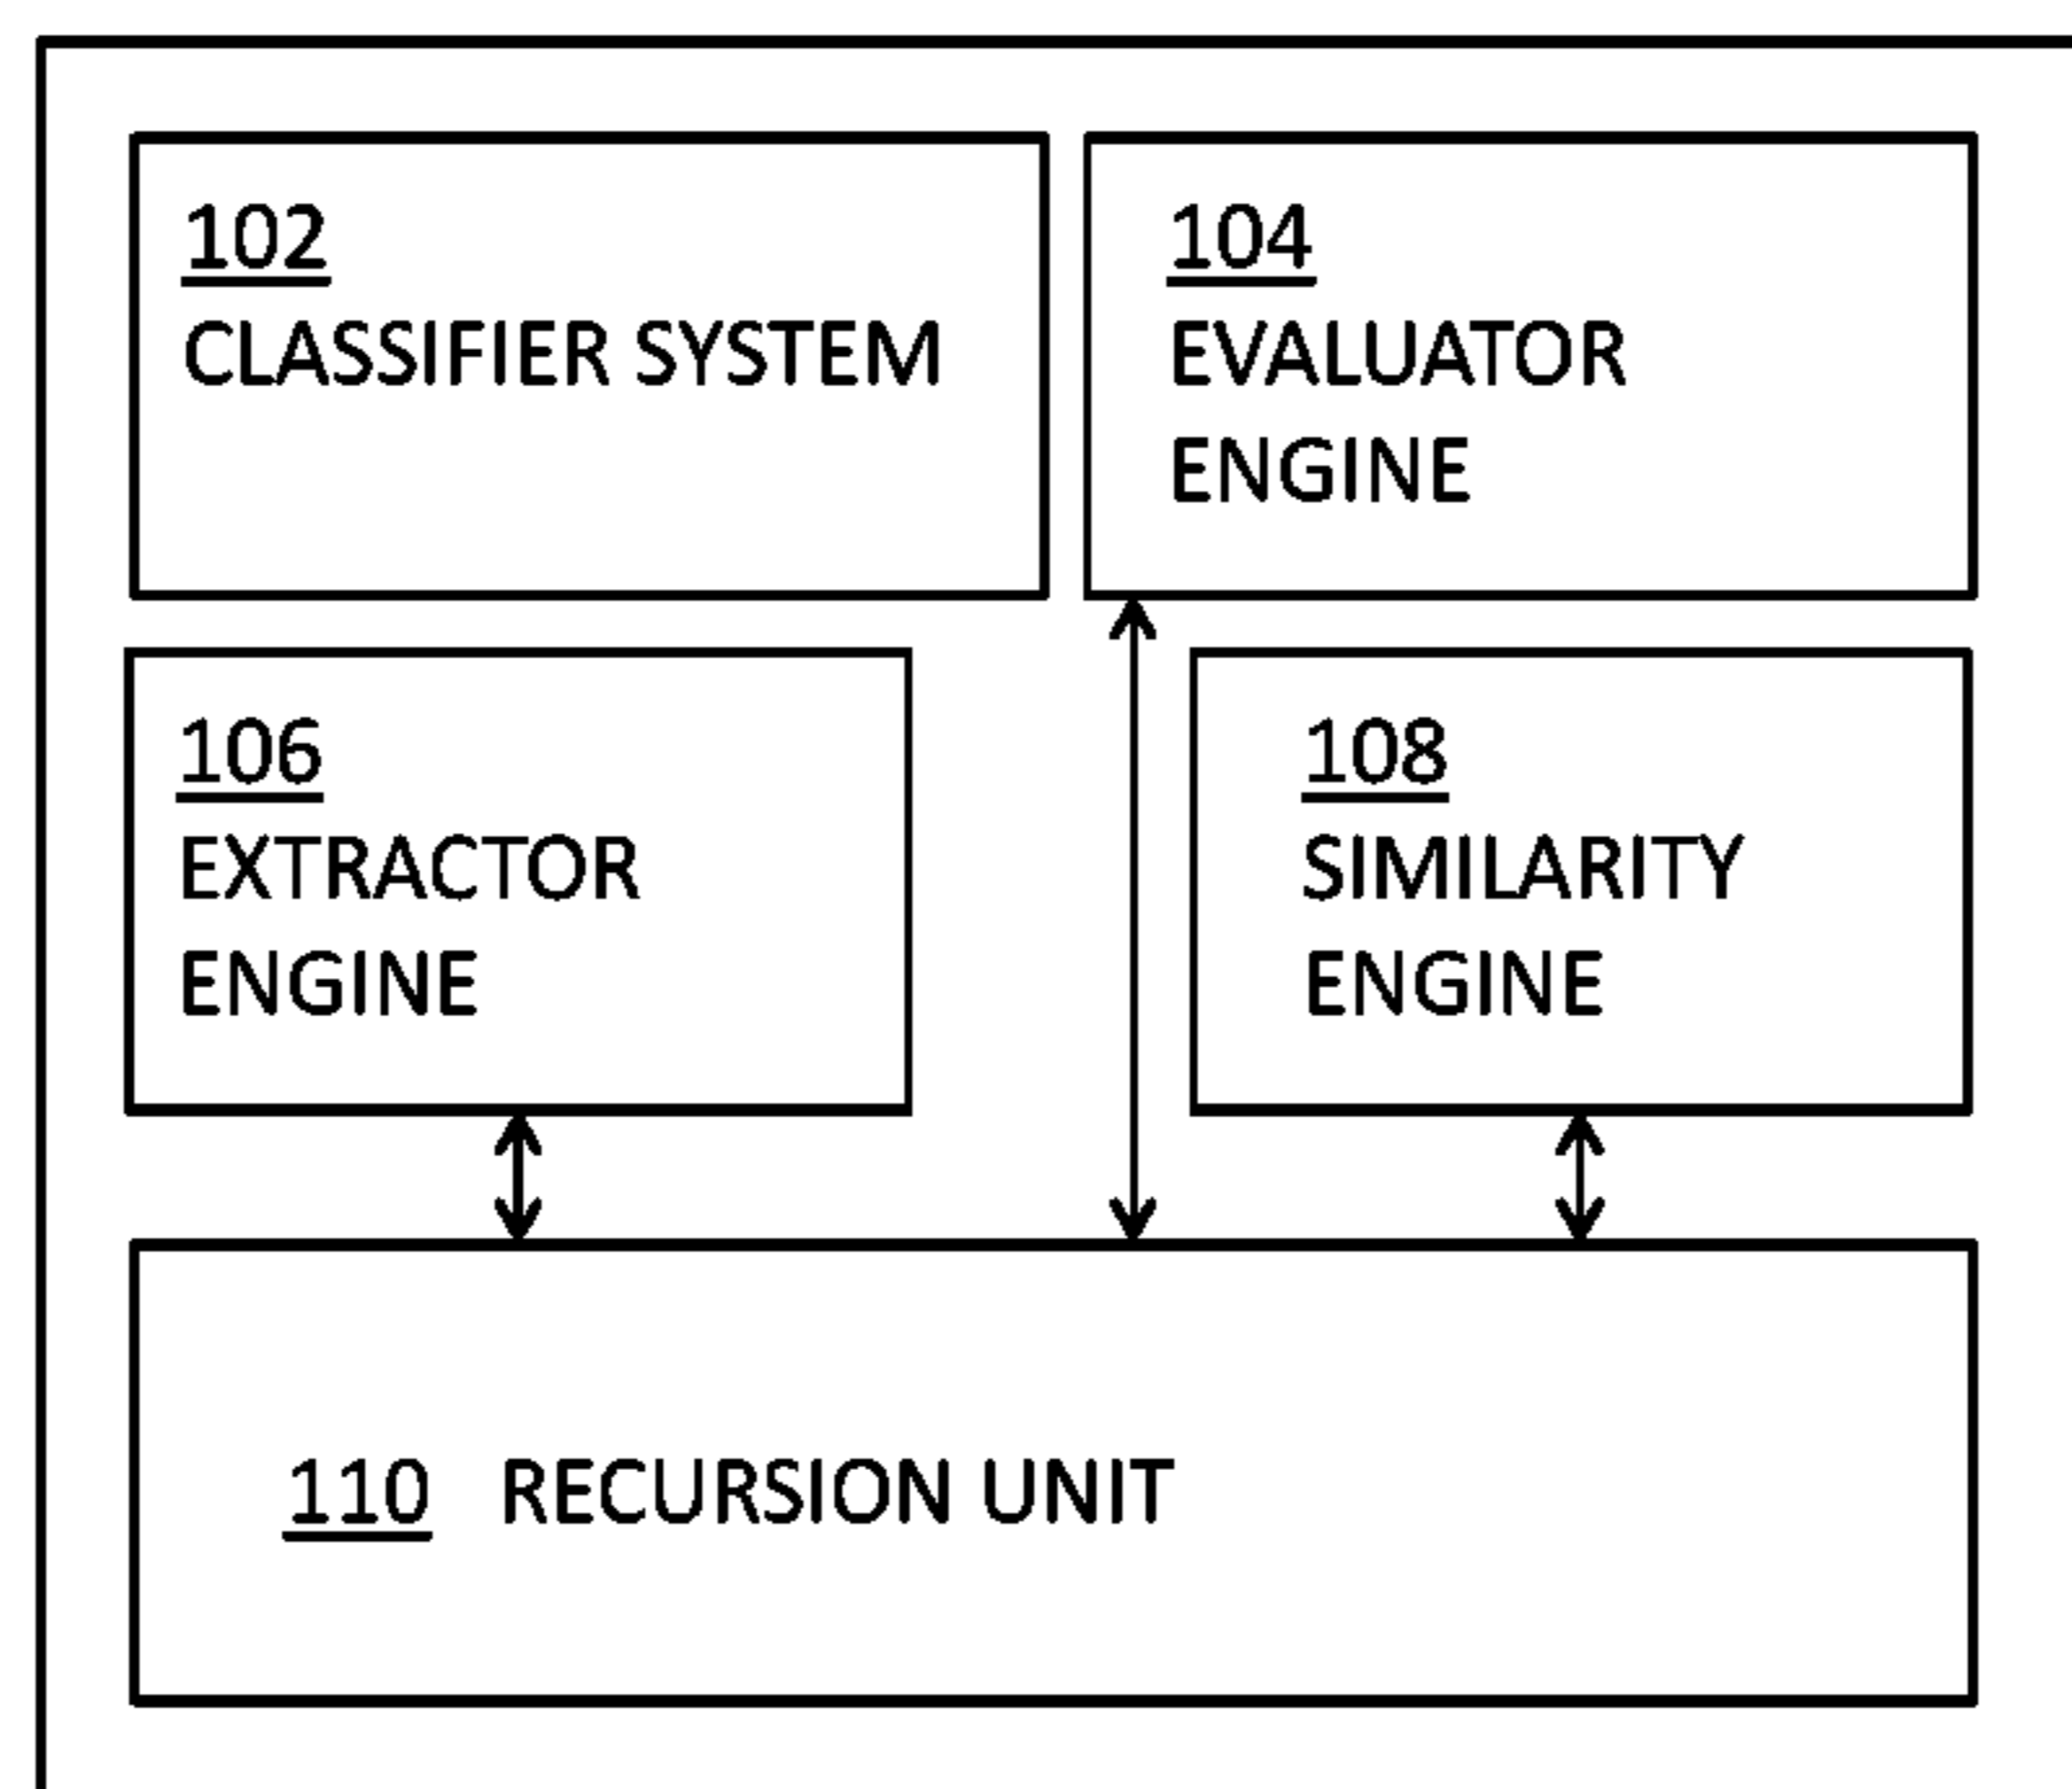 102
CLASSIFIER SYSTEM
104
EVALUATOR
ENGINE
106
EXTRACTOR
ENGINE
108
SIMILARITY
ENGINE
110 RECURSION UNIT